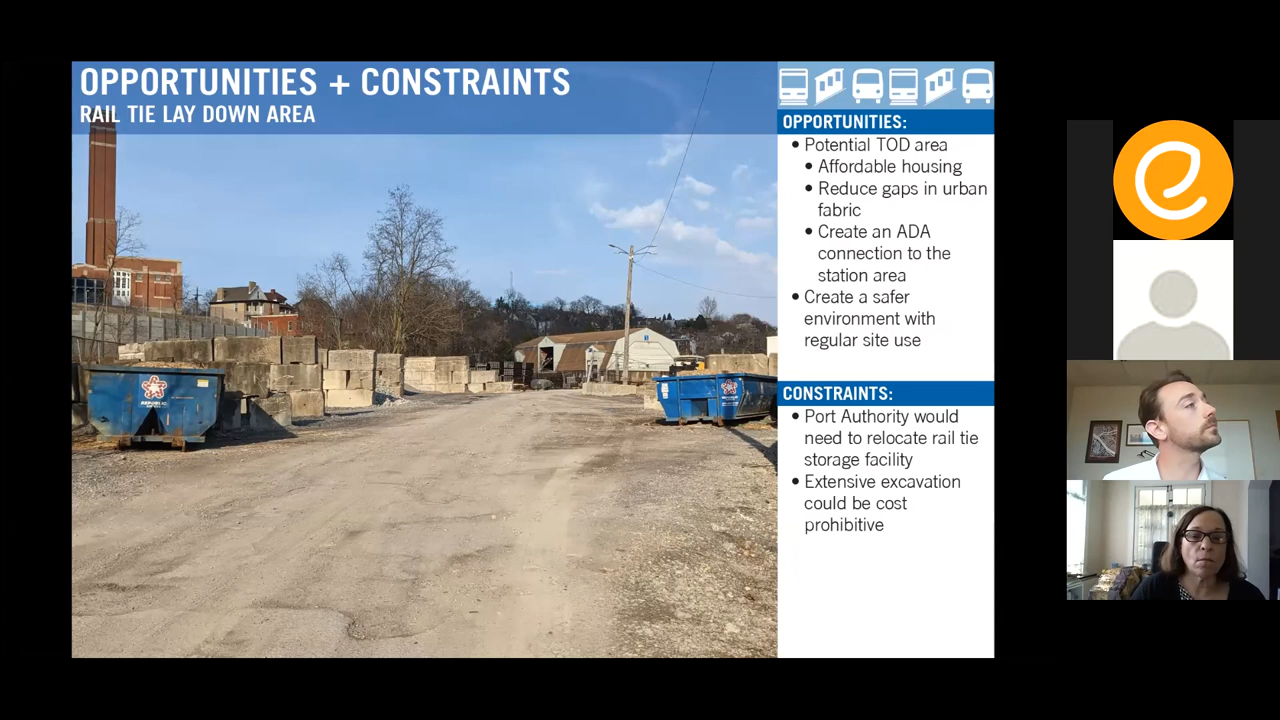 OPPORTUNITIES + CONSTRAINTS
RAIL TIE LAY DOWN AREA
OPPORTUNITIES:
• Potential TOD area
• Affordable housing
• Reduce gaps in urban
fabric
• Create an ADA
connection to the
station area
• Create a safer
environment with
regular site use
CONSTRAINTS:
• Port Authority would
need to relocate rail tie
storage facility
• Extensive excavation
could be cost
prohibitive